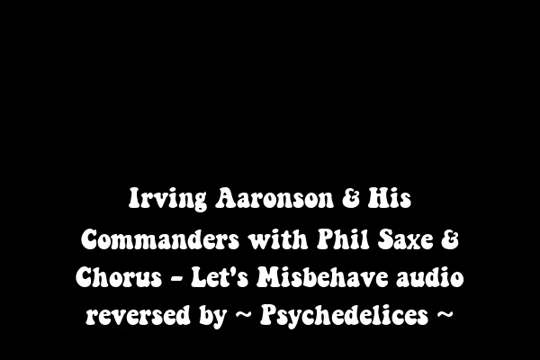 Irving Aaronson & His
Commanders with Phil Saxe &
Chorus - Let's Misbehave audio
reversed by ~ Psychedelices ~